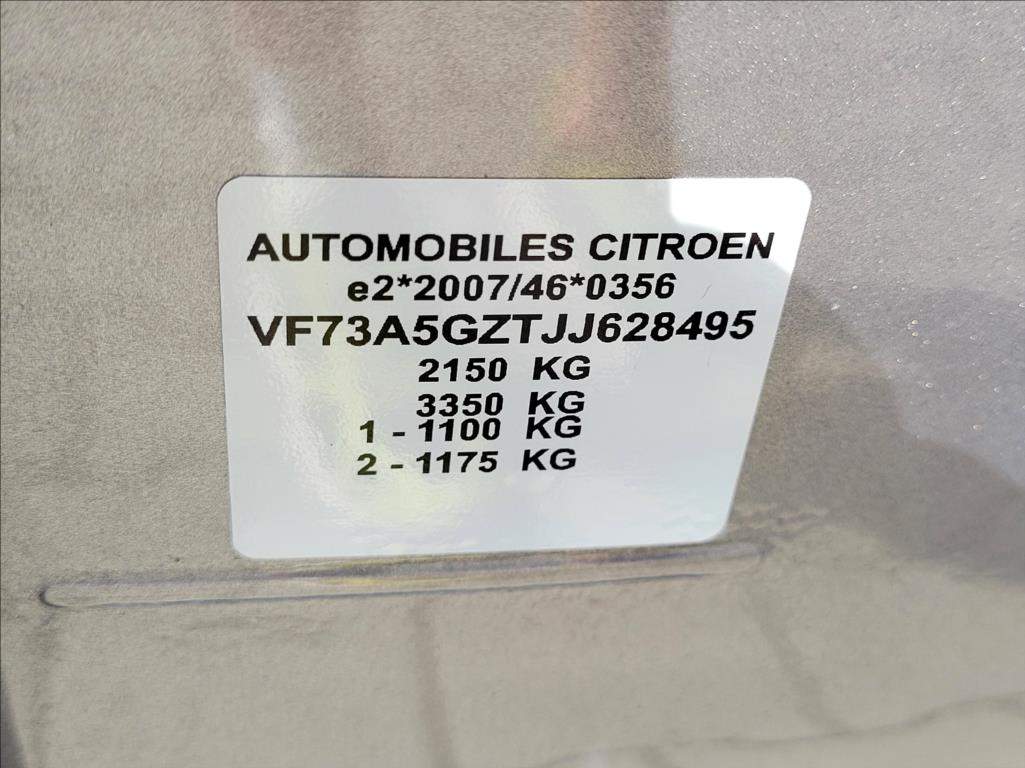 AUTOMOBILES CITROEN
e2*2007/46*0356
VF73A5GZTJJ628495
2150 KG
3350 KG
1 - 1100 KG
2 - 1175 KG